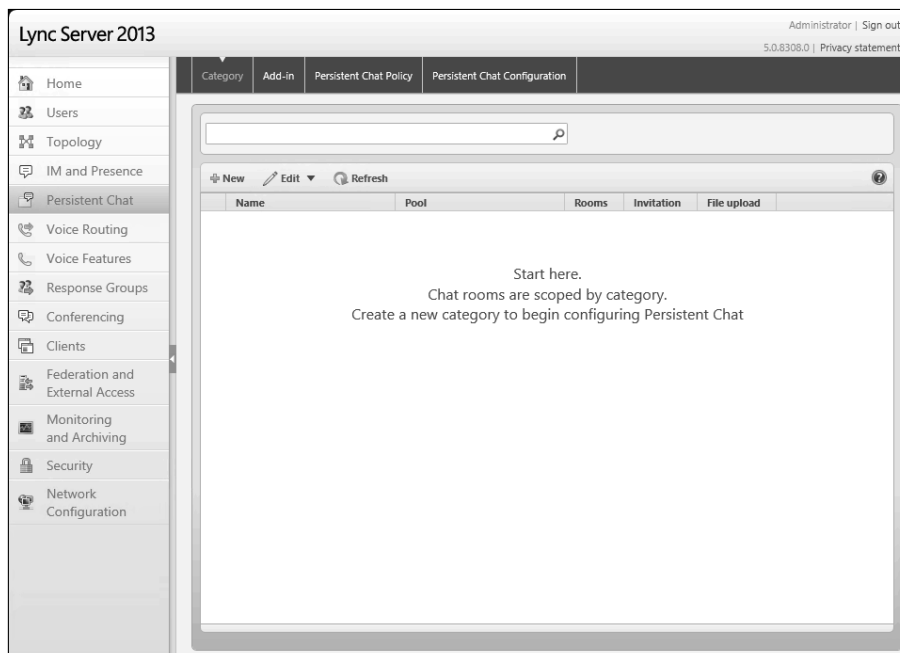 Lync Server 2013
Administrator | Sign out
5.0.8308.0 | Privacy statement
Home
Users
Topology
IM and Presence
Persistent Chat
Voice Routing
Voice Features
Response Groups
Conferencing
Clients
Federation and
External Access
Monitoring
and Archiving
Security
Network
Configuration
Category Add-in Persistent Chat Policy Persistent Chat Configuration
New Edit Refresh
Name Pool Rooms Invitation File upload
Start here.
Chat rooms are scoped by category.
Create a new category to begin configuring Persistent Chat